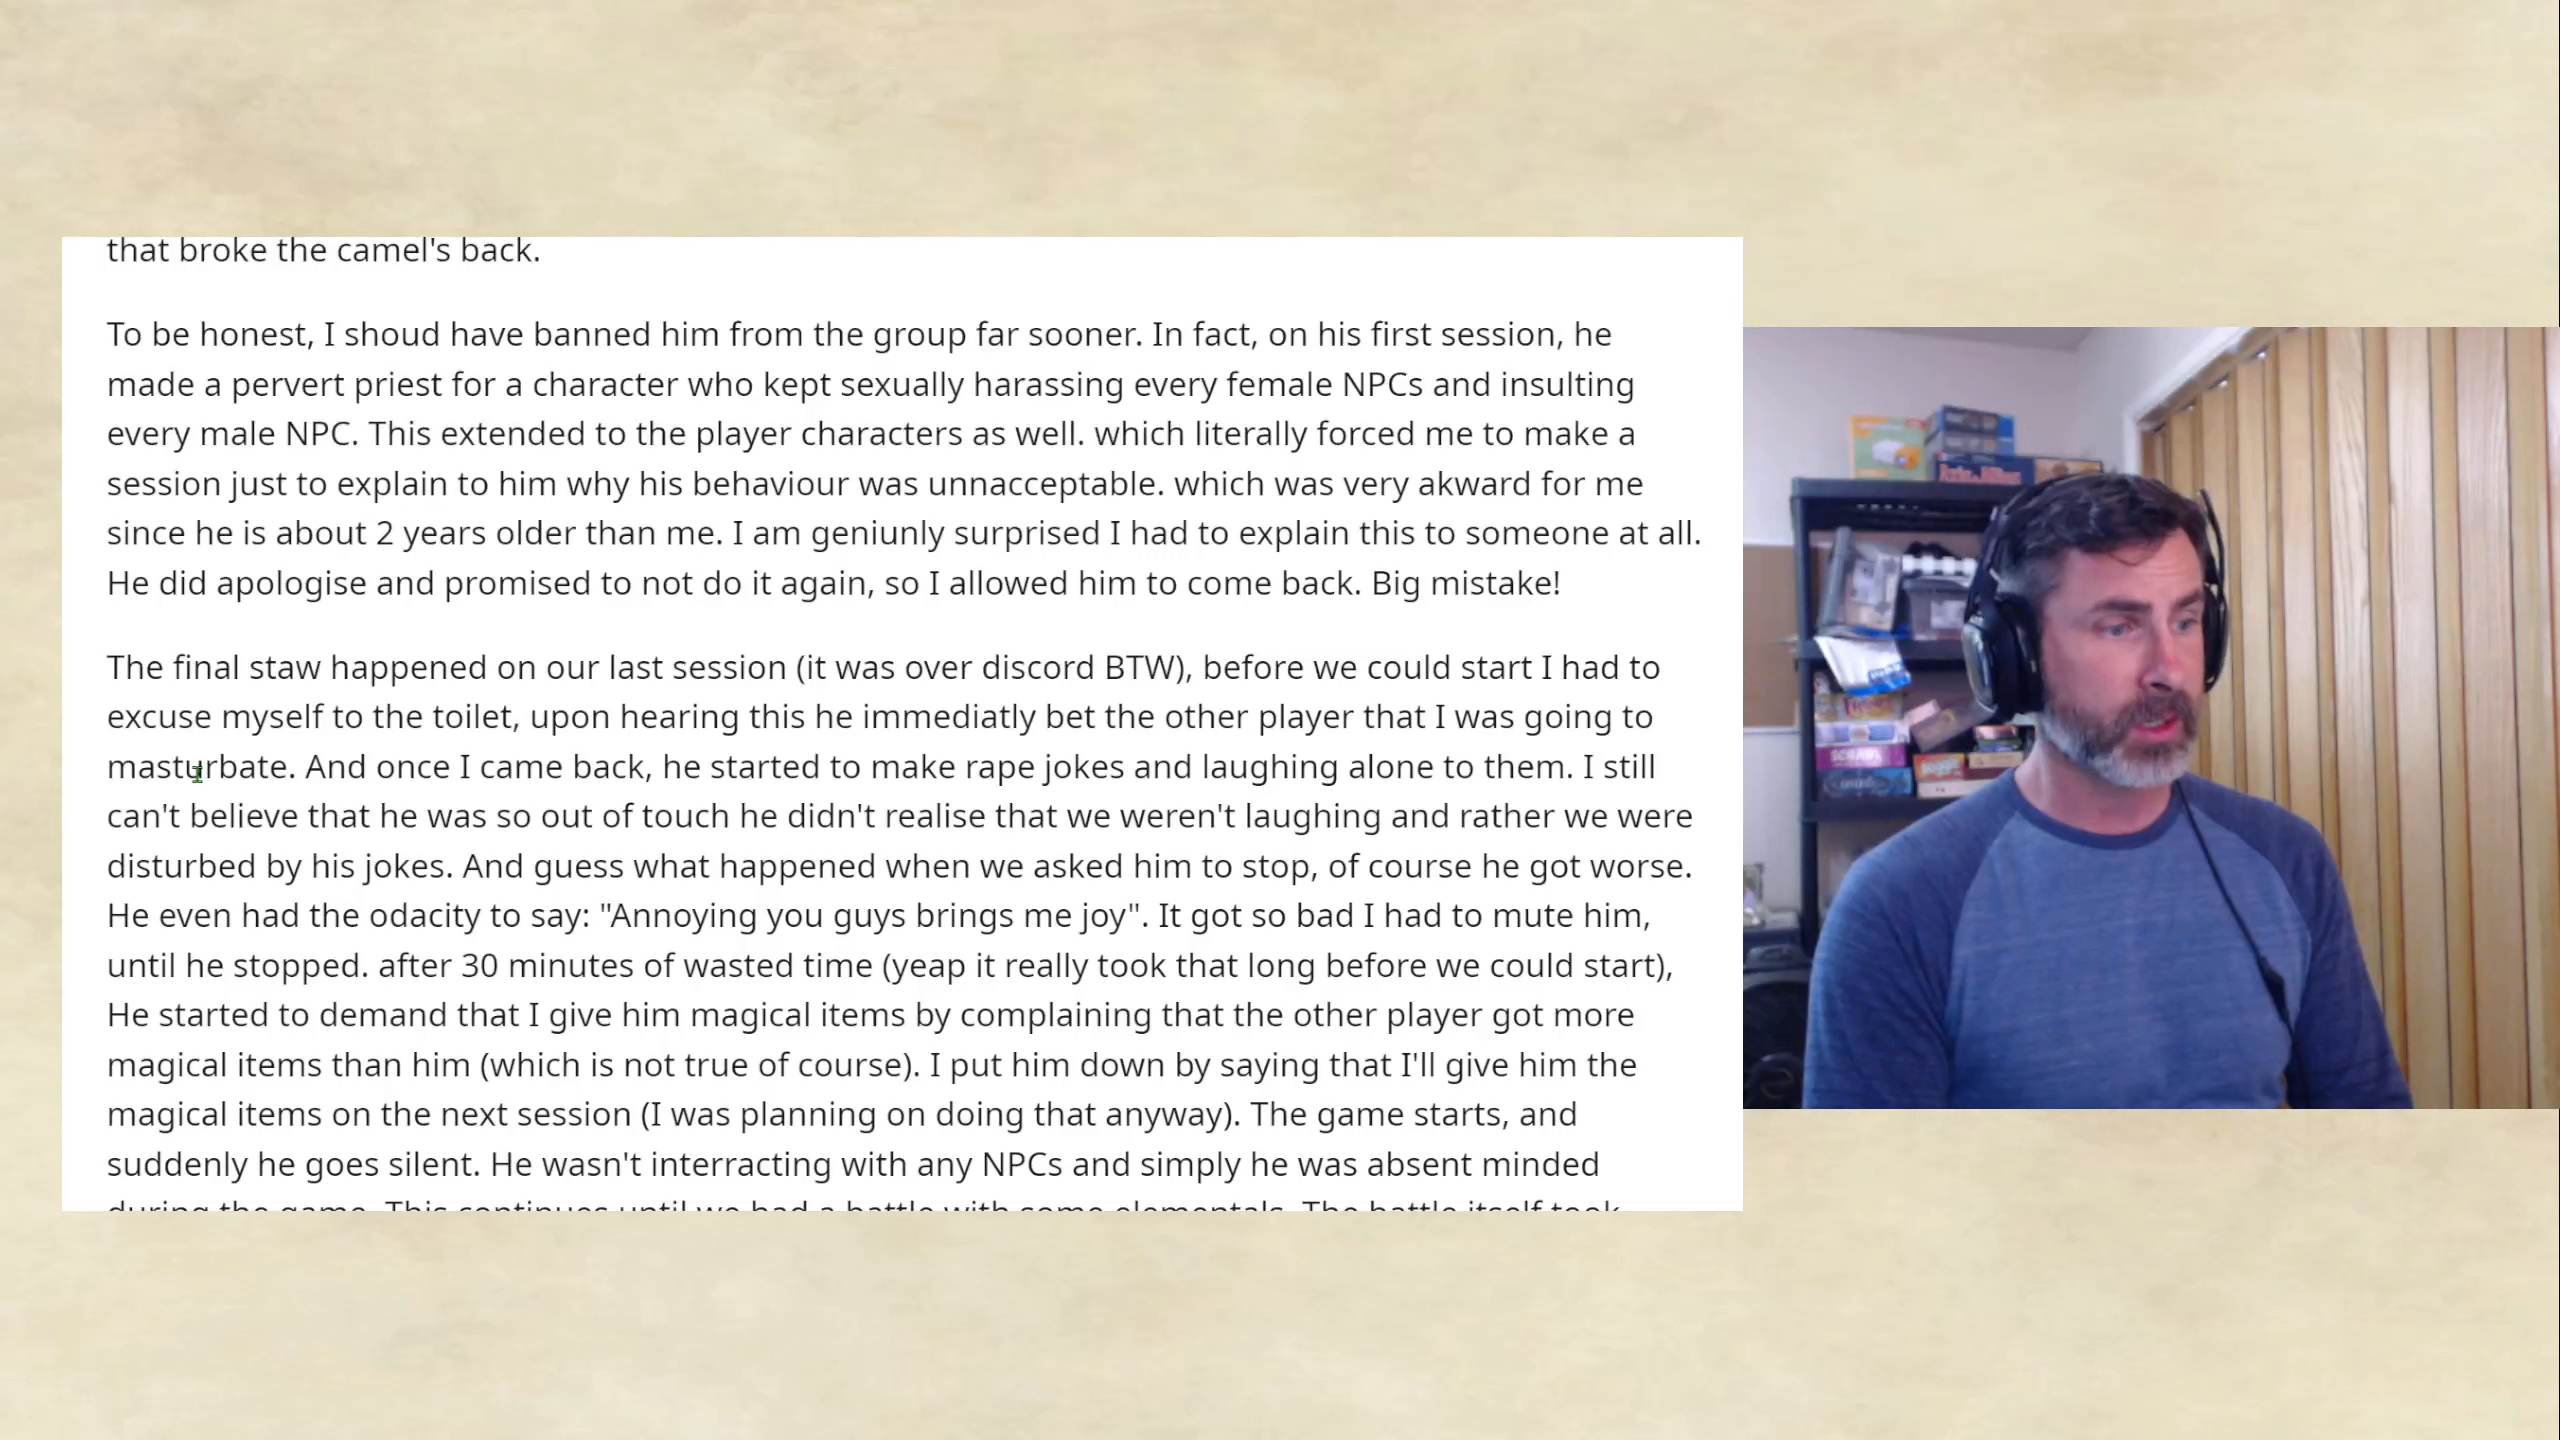 that broke the camel's back.
To be honest, I shoud have banned him from the group far sooner. In fact, on his first session, he
made a pervert priest for a character who kept sexually harassing every female NPCs and insulting
every male NPC. This extended to the player characters as well. which literally forced me to make a
session just to explain to him why his behaviour was unnacceptable. which was very akward for me
since he is about 2 years older than me. I am geniunly surprised I had to explain this to someone at all.
He did apologise and promised to not do it again, so I allowed him to come back. Big mistake!
The final staw happened on our last session (it was over discord BTW), before we could start I had to
excuse myself to the toilet, upon hearing this he immediatly bet the other player that I was going to
masturbate. And once I came back, he started to make rape jokes and laughing alone to them. I still
can't believe that he was so out of touch he didn't realise that we weren't laughing and rather we were
disturbed by his jokes. And guess what happened when we asked him to stop, of course he got worse.
He even had the odacity to say: "Annoying you guys brings me joy". It got so bad I had to mute him,
until he stopped. after 30 minutes of wasted time (yeap it really took that long before we could start),
He started to demand that I give him magical items by complaining that the other player got more
magical items than him (which is not true of course). I put him down by saying that I'll give him the
magical items on the next session (I was planning on doing that anyway). The game starts, and
suddenly he goes silent. He wasn't interracting with any NPCs and simply he was absent minded
during the game. This continues until we had a battle with some elementals. The battle itself took